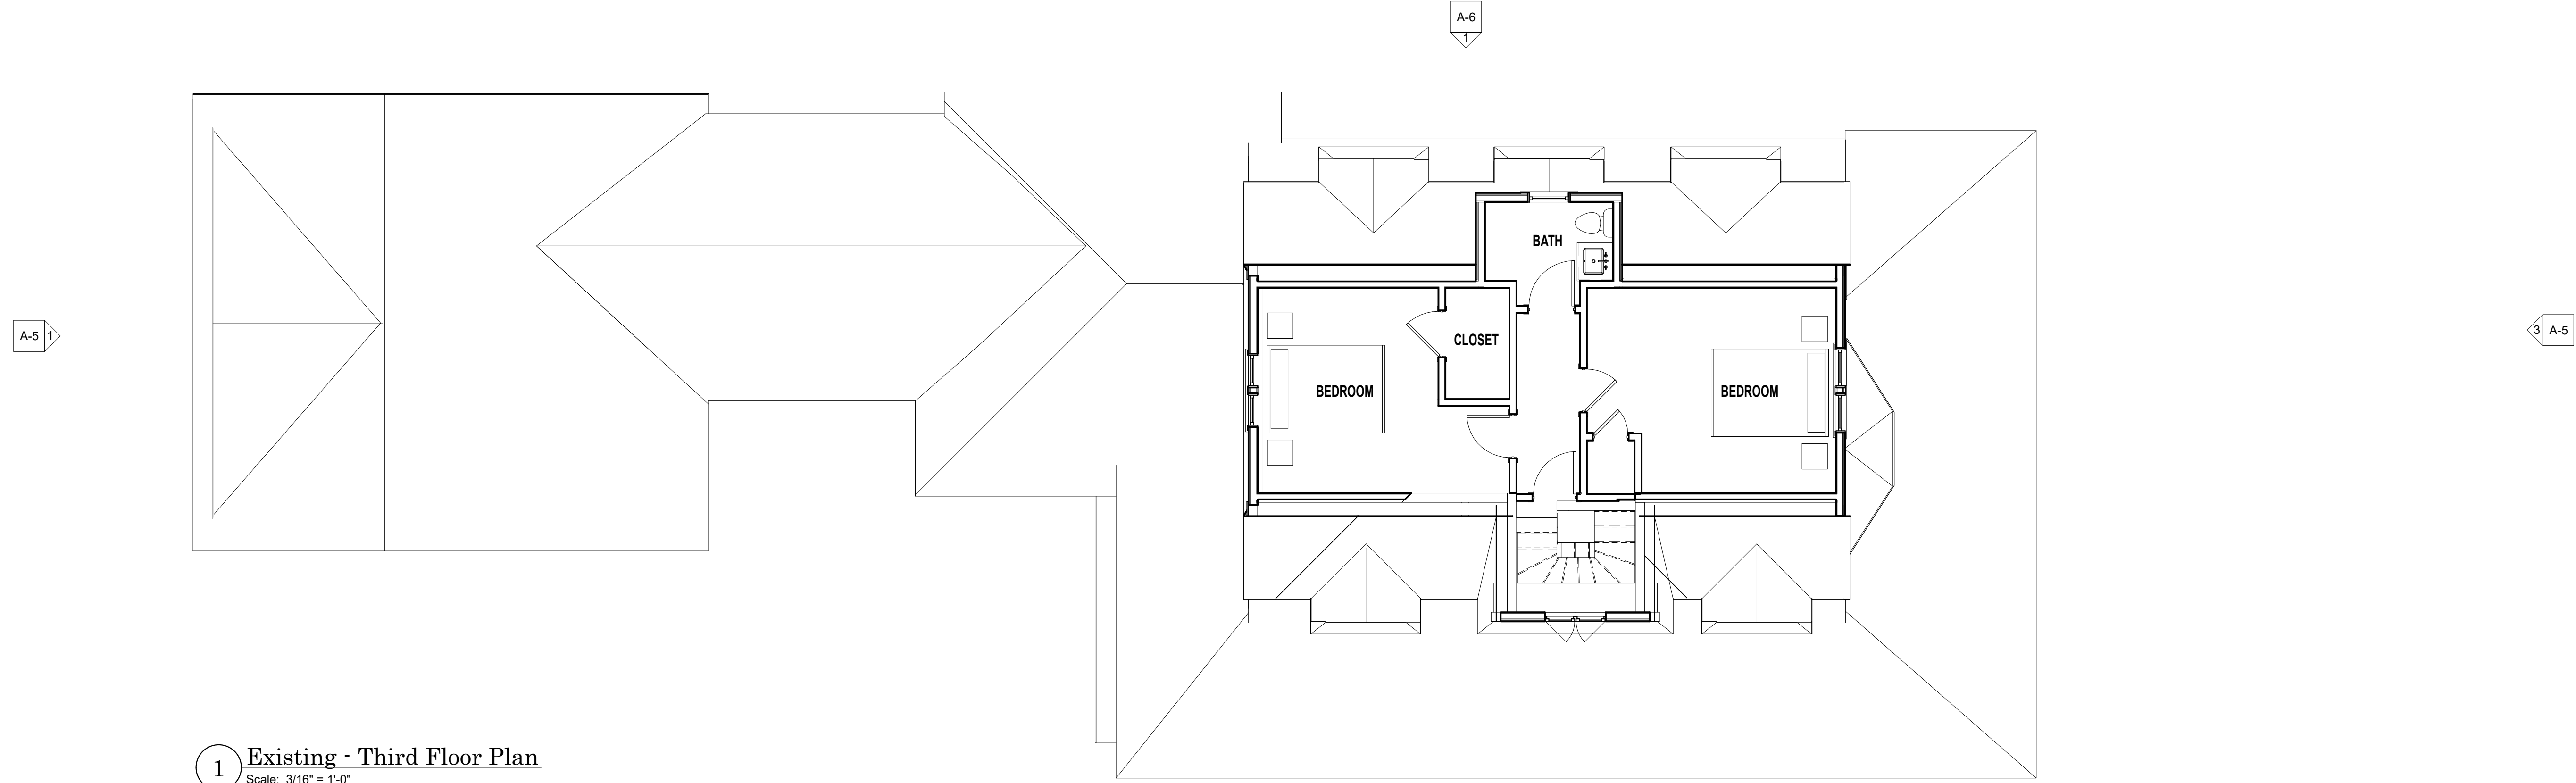 A-6
1
BATH
A-5 1
3 A-5
CLOSET
BEDROOM
BEDROOM
1
Existing - Third Floor Plan
Scale: 3/16" = 1'-0"